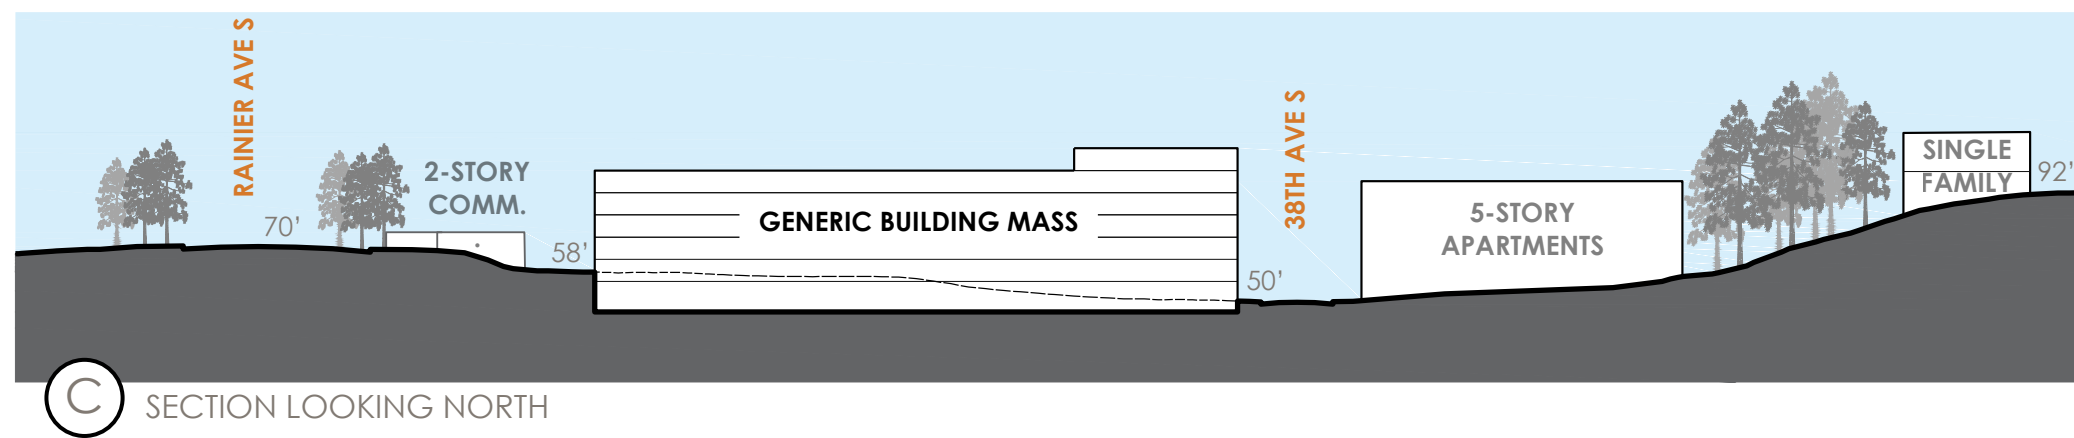 RAINIER AVE S
70'
2-STORY
COMM.
58'
GENERIC BUILDING MASS
50'
38TH AVE S
5-STORY
APARTMENTS
SINGLE
FAMILY
92'
C
SECTION LOOKING NORTH